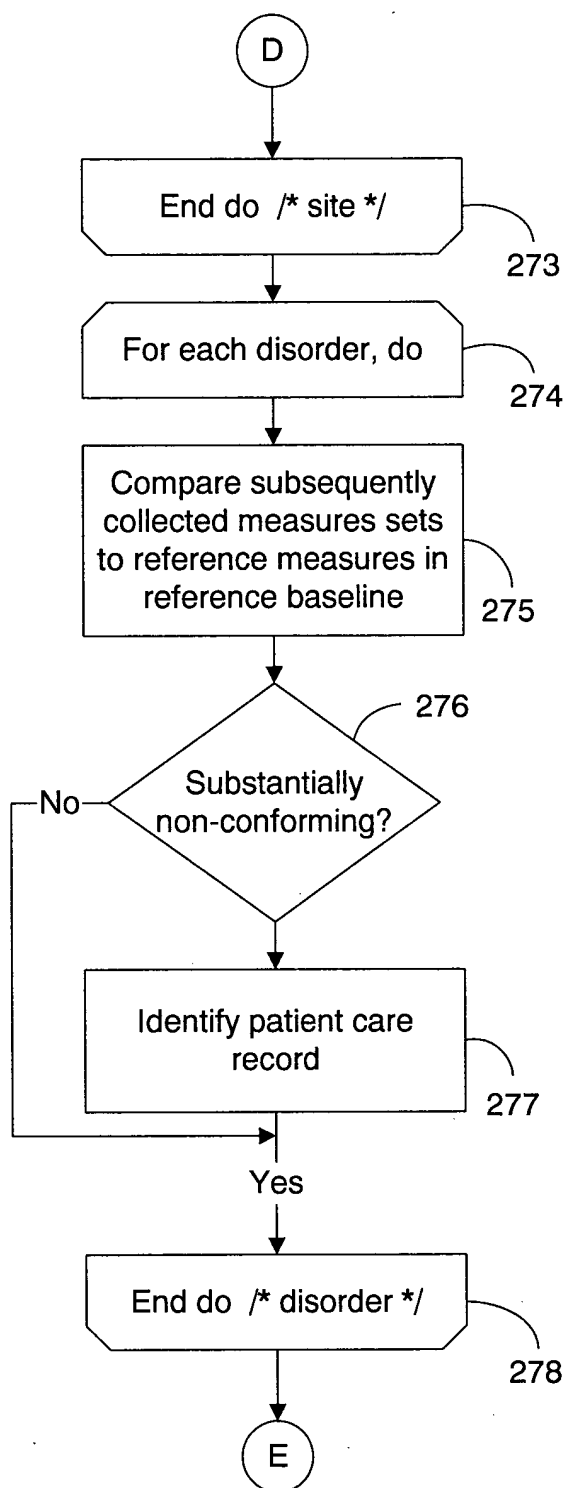 D
End do /* site */
273
For each disorder, do
274
Compare subsequently
collected measures sets
to reference measures in
reference baseline
275
276
Substantially
non-conforming?
No
Identify patient care
record
277
Yes
End do /* disorder */
278
E